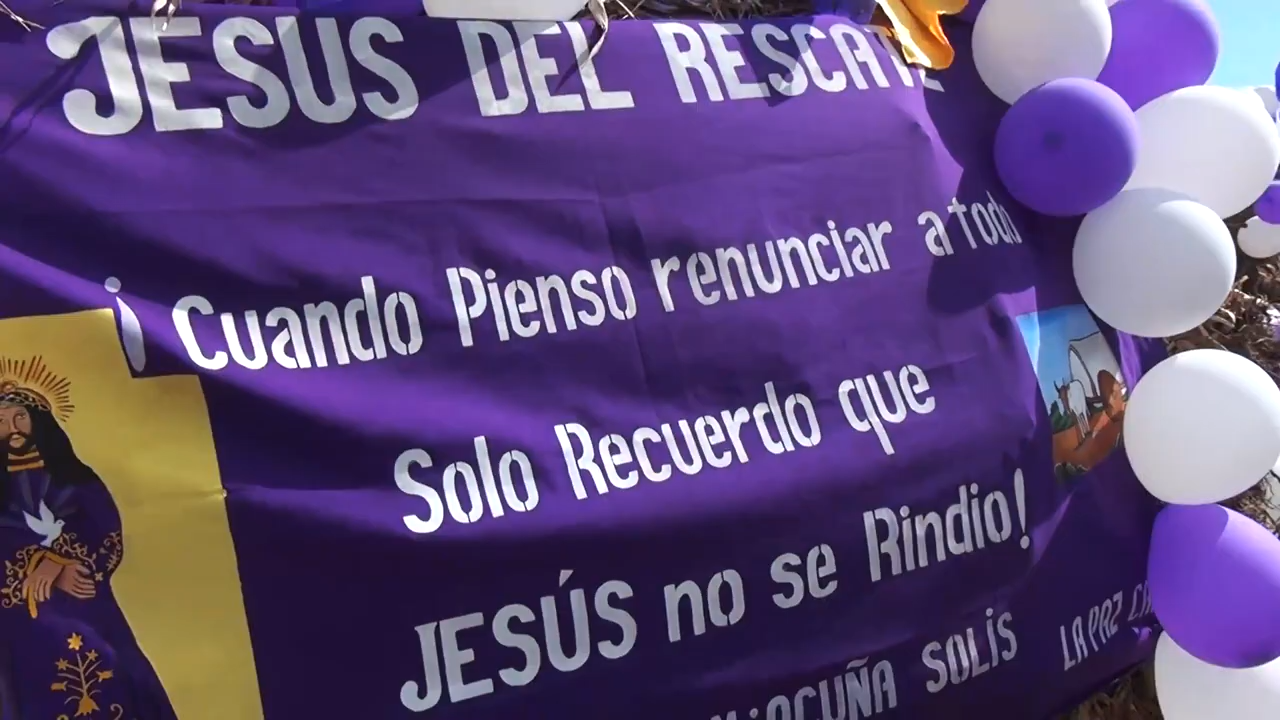 JESUS DEL RESCATE
¡Cuando Pienso renunciar a todo
Solo Recuerdo que
JESÚS no se Rindio!
ACUÑA SOLIS
LA PAZ